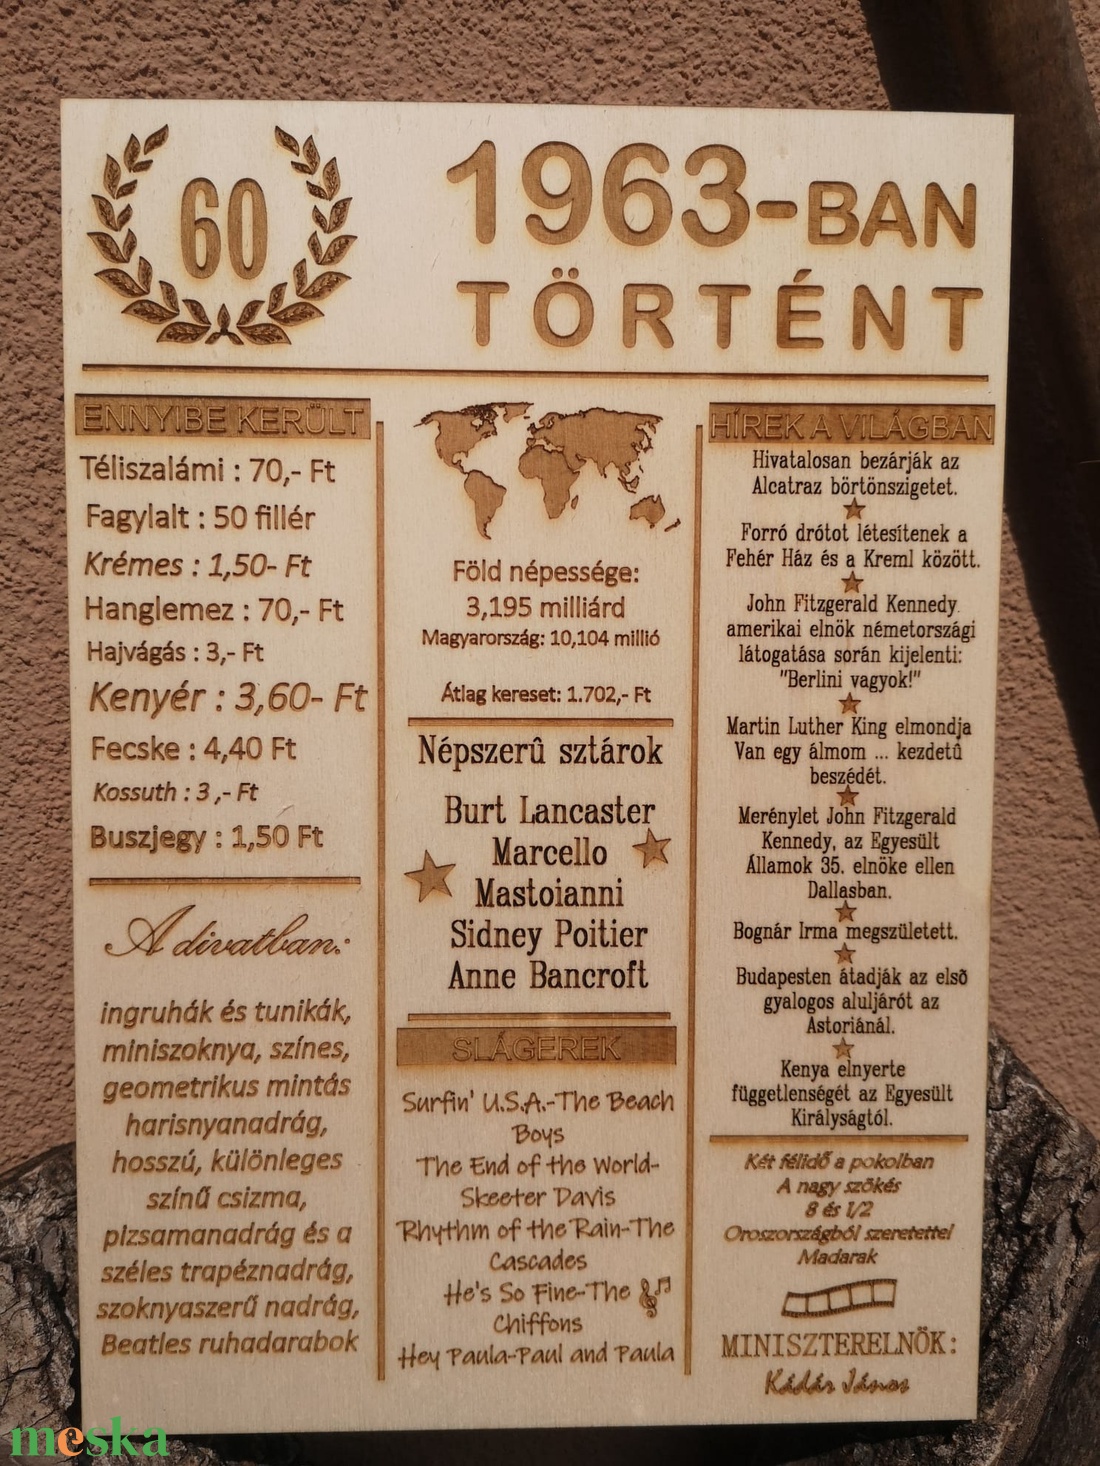 60
1963-BAN
TÖRTÉNT
ENNYIBE KERÜLT
Téliszalámi : 70,- Ft
Fagylalt : 50 fillér
Krémes : 1,50- Ft
Hanglemez : 70,- Ft
Hajvágás : 3,- Ft
Kenyér : 3,60- Ft
Fecske : 4,40 Ft
Kossuth : 3 ,- Ft
Buszjegy : 1,50 Ft
A divatban:
ingruhák és tunikák,
miniszoknya, színes,
geometrikus mintás
harisnyanadrág,
hosszú, különleges
színű csizma,
pizsamanadrág és a
széles trapéznadrág,
szoknyaszerű nadrág,
Beatles ruhadarabok
Föld népessége:
3,195 milliárd
Magyarország: 10,104 millió
Átlag kereset: 1.702,- Ft
Népszerû sztárok
Burt Lancaster
Marcello
Mastoianni
Sidney Poitier
Anne Bancroft
SLÁGEREK
Surfin' U.S.A.-The Beach
Boys
The End of the World-
Skeeter Davis
Rhythm of the Rain-The
Cascades
He's So Fine-The
Chiffons
Hey Paula-Paul and Paula
HÍREK A VILÁGBAN
Hivatalosan bezárják az
Alcatraz börtönszigetet.
Forró drótot létesítenek a
Fehér Ház és a Kreml között.
John Fitzgerald Kennedy
amerikai elnök németországi
látogatása során kijelenti:
"Berlini vagyok!"
Martin Luther King elmondja
Van egy álmom ... kezdetû
beszédét.
Merénylet John Fitzgerald
Kennedy, az Egyesült
Államok 35. elnöke ellen
Dallasban.
Bognár Irma megszületett.
Budapesten átadják az elsõ
gyalogos aluljárót az
Astoriánál.
Kenya elnyerte
függetlenségét az Egyesült
Királyságtól.
Két félidő a pokolban
A nagy szökés
8 és 1/2
Oroszországból szeretettel
Madarak
MINISZTERELNÖK:
Kádár János
meska